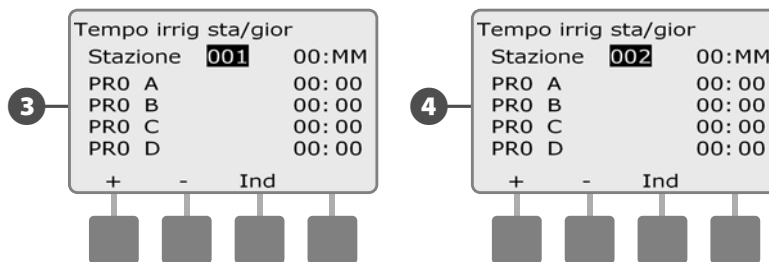 3
Tempo irrig sta/gior
Stazione 001 00:MM
PR0 A 00:00
PR0 B 00:00
PR0 C 00:00
PR0 D 00:00
+ - Ind
4
Tempo irrig sta/gior
Stazione 002 00:MM
PR0 A 00:00
PR0 B 00:00
PR0 C 00:00
PR0 D 00:00
+ - Ind